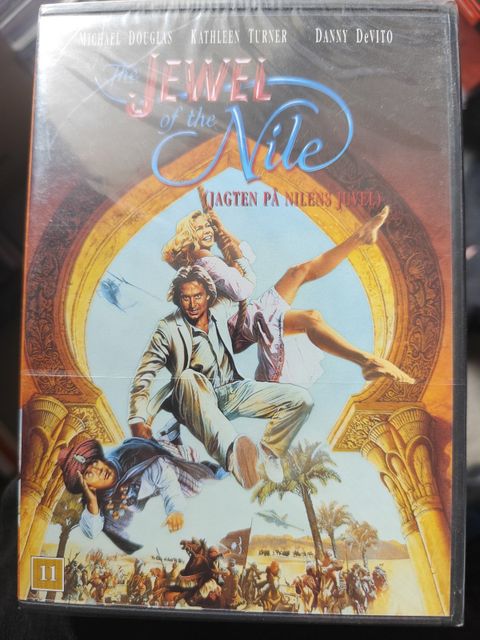 MICHAEL DOUGLAS KATHLEEN TURNER DANNY DEVITO
The JEWEL
of the Nile
(JAGTEN PÅ NILENS JUVEL)
11